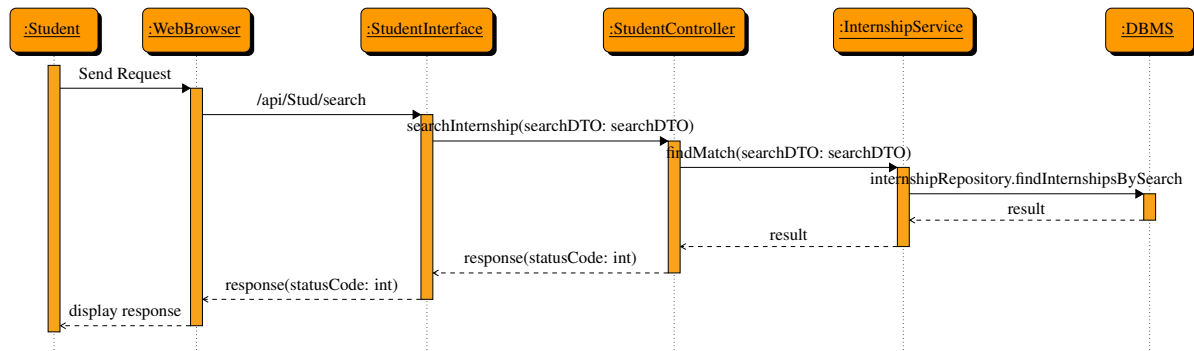 :Student
:WebBrowser
:StudentInterface
:StudentController
:InternshipService
:DBMS
Send Request
/api/Stud/search
searchInternship(searchDTO: searchDTO)
findMatch(searchDTO: searchDTO)
internshipRepository.findInternshipsBySearch
result
result
response(statusCode: int)
response(statusCode: int)
display response